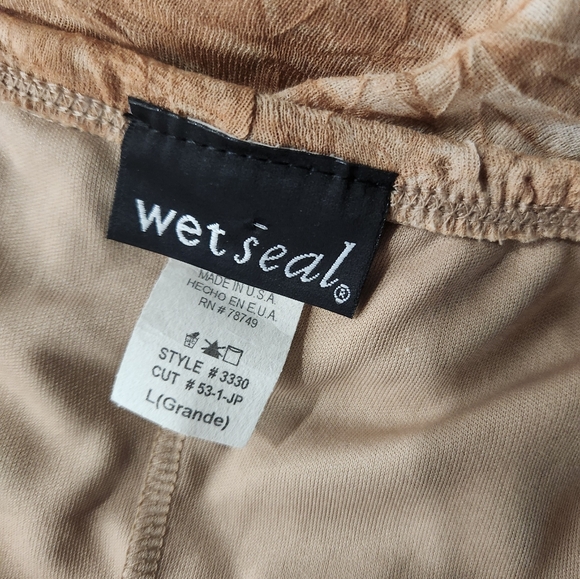 wet seal®
MADE IN U.S.A.
HECHO EN E.U.A.
RN # 78749
STYLE # 3330
CUT # 53-1-JP
L(Grande)